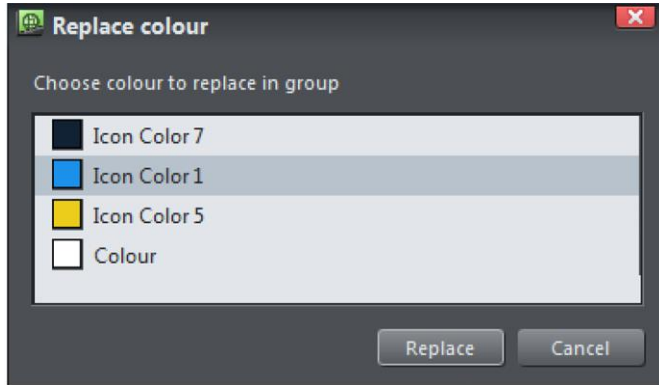 Replace colour
Choose colour to replace in group
Icon Color 7
Icon Color 1
Icon Color 5
Colour
Replace Cancel